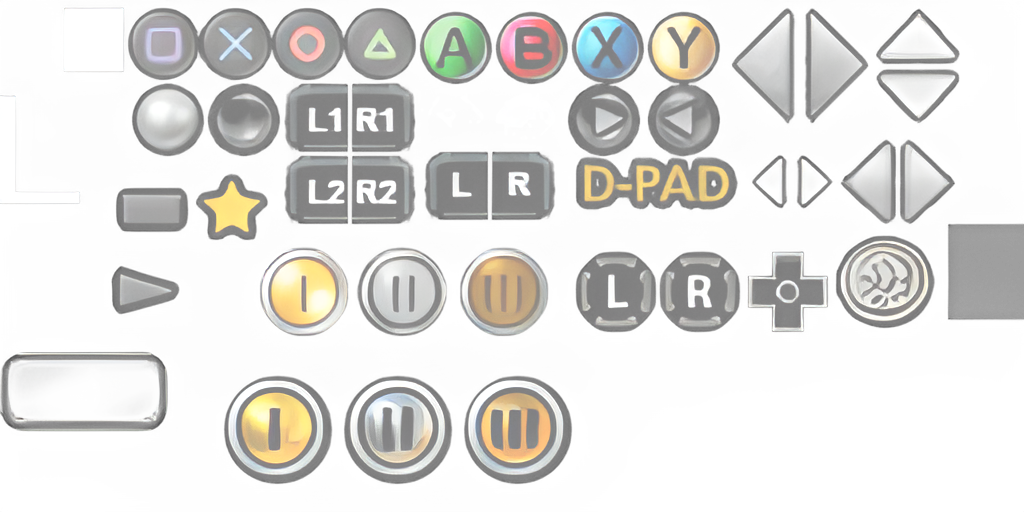 A B X Y
L1 R1
L2 R2 L R D-PAD
I II III L R
I II III